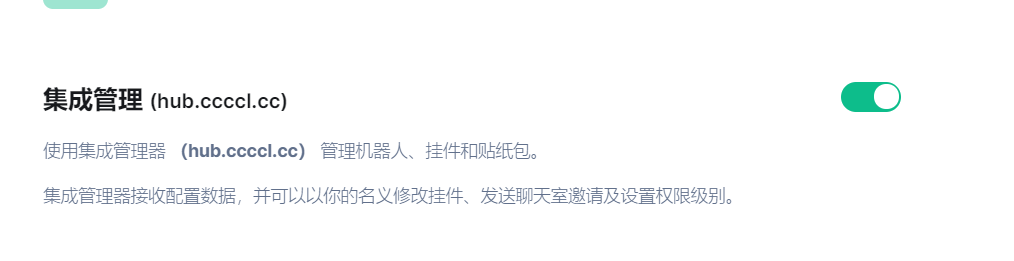 集成管理 (hub.ccccl.cc)
使用集成管理器 （hub.ccccl.cc） 管理机器人、挂件和贴纸包。
集成管理器接收配置数据，并可以以你的名义修改挂件、发送聊天室邀请及设置权限级别。